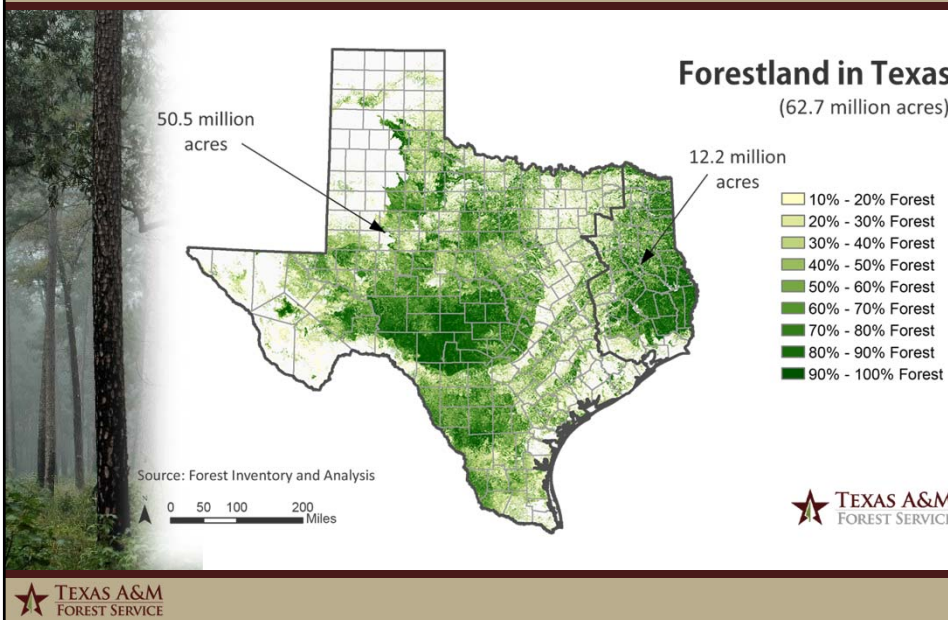 Forestland in Texas
(62.7 million acres)
50.5 million
acres
12.2 million
acres
10% - 20% Forest
20% - 30% Forest
30% - 40% Forest
40% - 50% Forest
50% - 60% Forest
60% - 70% Forest
70% - 80% Forest
80% - 90% Forest
90% - 100% Forest
Source: Forest Inventory and Analysis
N
0 50 100 200
Miles
TEXAS A&M
FOREST SERVICE
TEXAS A&M
FOREST SERVICE